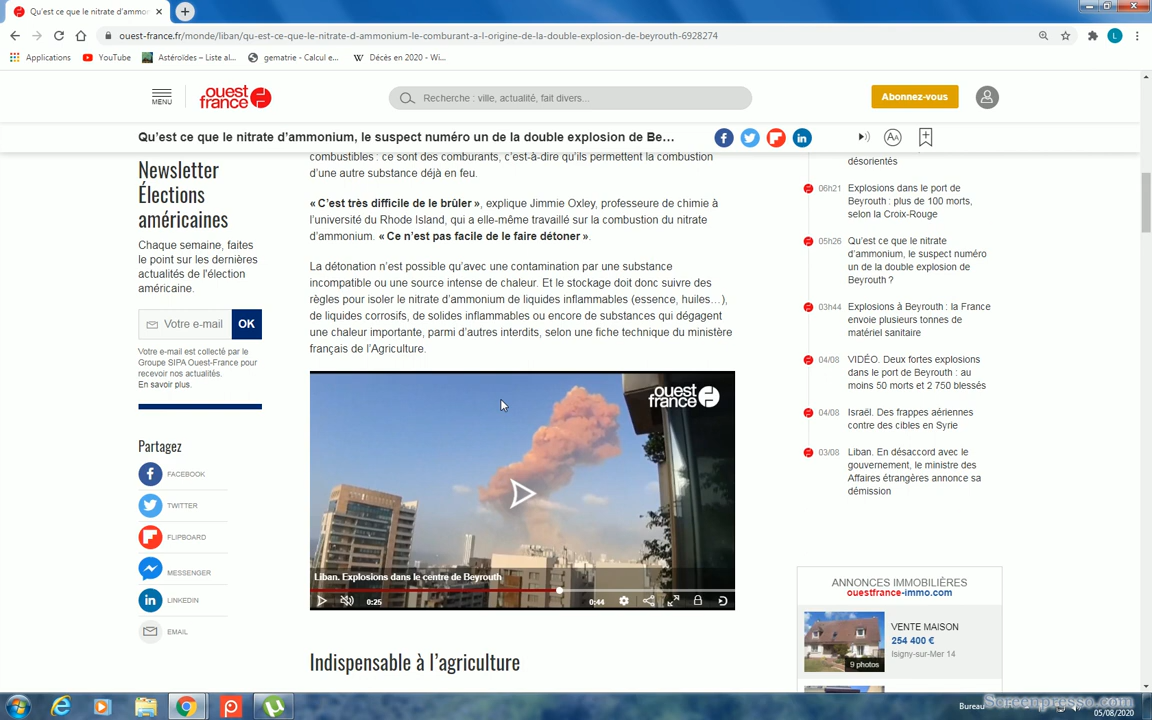 Qu'est ce que le nitrate d'ammor
ouest-france.fr/monde/liban/qu-est-ce-que-le-nitrate-d-ammonium-le-comburant-a-l-origine-de-la-double-explosion-de-beyrouth-6928274
L
Applications
YouTube
Astéroïdes – Liste al...
gematrie - Calcul e...
W Décès en 2020 - Wi...
MENU
ouest
france
Recherche : ville, actualité, fait divers...
Abonnez-vous
Qu'est ce que le nitrate d'ammonium, le suspect numéro un de la double explosion de Be...
AA
Newsletter
Élections
américaines
Chaque semaine, faites
le point sur les dernières
actualités de l'élection
américaine.
Votre e-mail
OK
Votre e-mail est collecté par le
Groupe SIPA Ouest-France pour
recevoir nos actualités.
En savoir plus.
Partagez
FACEBOOK
TWITTER
FLIPBOARD
MESSENGER
LINKEDIN
EMAIL
combustibles : ce sont des comburants, c'est-à-dire qu'ils permettent la combustion
d'une autre substance déjà en feu.
« C'est très difficile de le brûler », explique Jimmie Oxley, professeure de chimie à
l'université du Rhode Island, qui a elle-même travaillé sur la combustion du nitrate
d'ammonium. « Ce n'est pas facile de le faire détoner ».
La détonation n'est possible qu'avec une contamination par une substance
incompatible ou une source intense de chaleur. Et le stockage doit donc suivre des
règles pour isoler le nitrate d'ammonium de liquides inflammables (essence, huiles…),
de liquides corrosifs, de solides inflammables ou encore de substances qui dégagent
une chaleur importante, parmi d'autres interdits, selon une fiche technique du ministère
français de l'Agriculture.
ouest
france
Liban. Explosions dans le centre de Beyrouth
0:25
0:44
Indispensable à l'agriculture
désorientés
06h21 Explosions dans le port de
Beyrouth : plus de 100 morts,
selon la Croix-Rouge
05h26 Qu'est ce que le nitrate
d'ammonium, le suspect numéro
un de la double explosion de
Beyrouth ?
03h44 Explosions à Beyrouth : la France
envoie plusieurs tonnes de
matériel sanitaire
04/08 VIDÉO. Deux fortes explosions
dans le port de Beyrouth : au
moins 50 morts et 2 750 blessés
04/08 Israël. Des frappes aériennes
contre des cibles en Syrie
03/08 Liban. En désaccord avec le
gouvernement, le ministre des
Affaires étrangères annonce sa
démission
ANNONCES IMMOBILIÈRES
ouestfrance-immo.com
VENTE MAISON
254 400 €
Isigny-sur-Mer 14
9 photos
Bureau
Screenpresso.com
05/08/2020